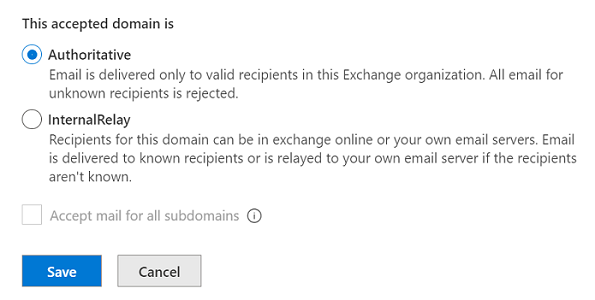 This accepted domain is
Authoritative
Email is delivered only to valid recipients in this Exchange organization. All email for
unknown recipients is rejected.
InternalRelay
Recipients for this domain can be in exchange online or your own email servers. Email
is delivered to known recipients or is relayed to your own email server if the recipients
aren't known.
Accept mail for all subdomains
Save
Cancel